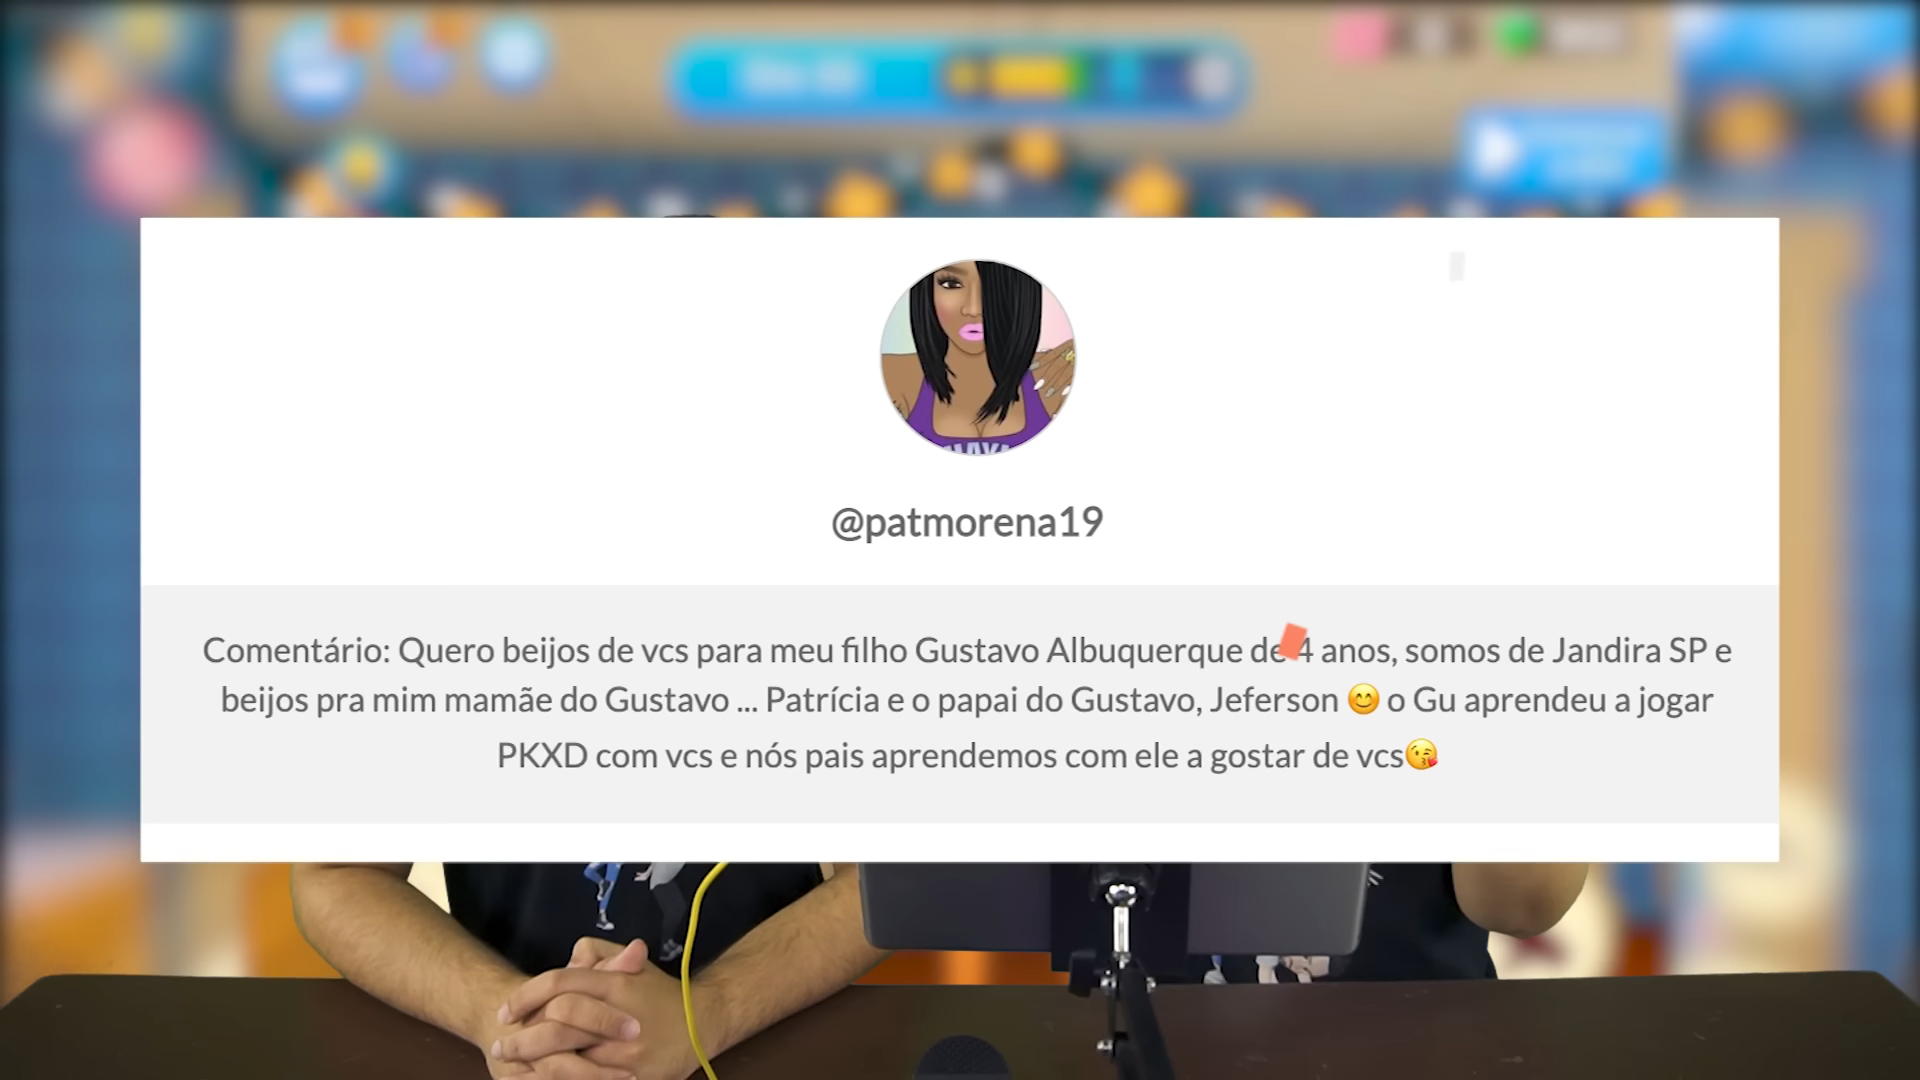 @patmorena19
Comentário: Quero beijos de vcs para meu filho Gustavo Albuquerque de 4 anos, somos de Jandira SP e
beijos pra mim mamãe do Gustavo ... Patrícia e o papai do Gustavo, Jeferson 😊 o Gu aprendeu a jogar
PKXD com vcs e nós pais aprendemos com ele a gostar de vcs😘